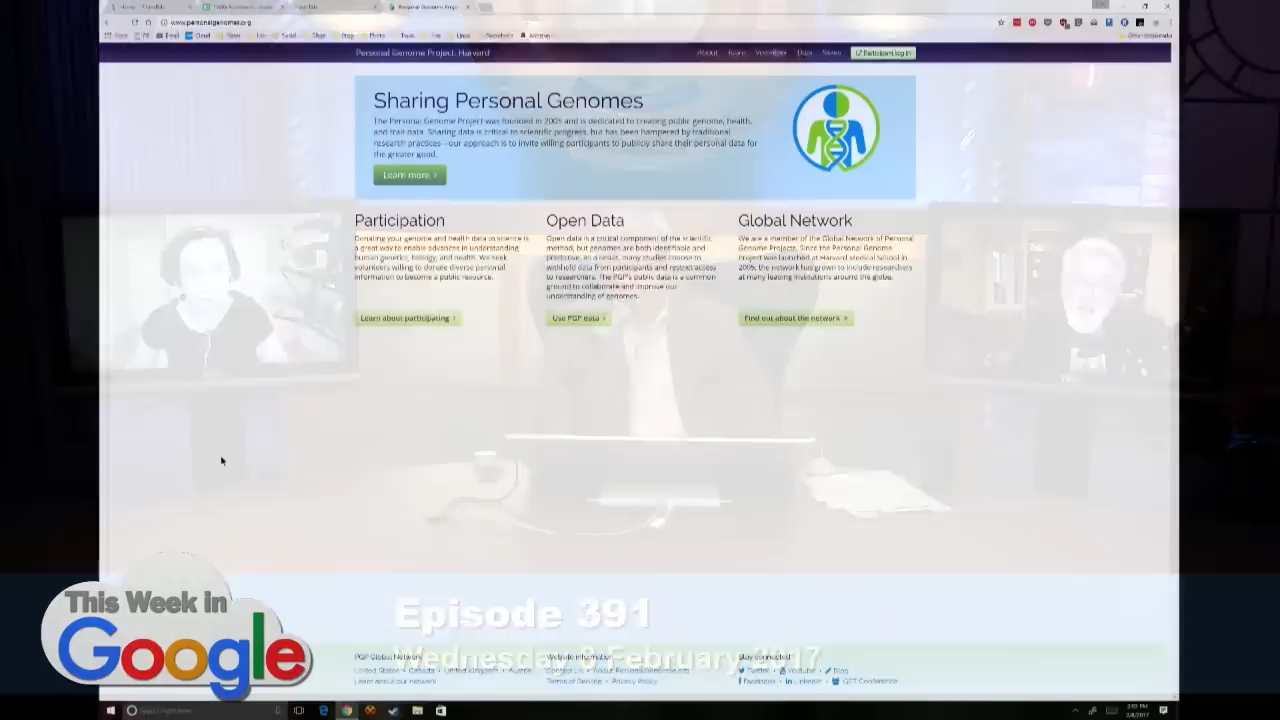 www.personalgenomes.org
Personal Genome Project: Harvard
About Team Volunteer Data News Participant log in
Sharing Personal Genomes
The Personal Genome Project was founded in 2005 and is dedicated to creating public genome, health,
and trait data. Sharing data is critical to scientific progress, but has been hampered by traditional
research practices—our approach is to invite willing participants to publicly share their personal data for
the greater good.
Learn more ›
Participation
Donating your genome and health data to science is
a great way to enable advances in understanding
human genetics, biology, and health. We seek
volunteers willing to donate diverse personal
information to become a public resource.
Learn about participating ›
Open Data
Open data is a critical component of the scientific
method, but genomes are both identifiable and
predictive. As a result, many studies choose to
withhold data from participants and restrict access
to researchers. The PGP's public data is a common
ground to collaborate and improve our
understanding of genomes.
Use PGP data ›
Global Network
We are a member of the Global Network of Personal
Genome Projects. Since the Personal Genome
Project was launched at Harvard Medical School in
2005, the network has grown to include researchers
at many leading institutions around the globe.
Find out about the network ›
This Week in
Google
Episode 391
Wednesday 8 February 2017
PGP Global Network
United States • Canada • United Kingdom • Austria
Learn about our network
Website information
Contact Us • About PersonalGenomes.org
Terms of Service • Privacy Policy
Stay connected
Twitter • Youtube • Blog
Facebook • LinkedIn • GET Conference
2:01 PM
2/8/2017